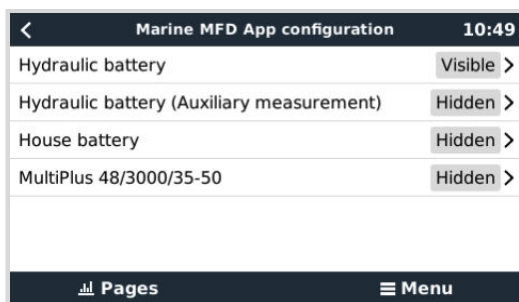 Marine MFD App configuration 10:49
Hydraulic battery Visible
Hydraulic battery (Auxiliary measurement) Hidden
House battery Hidden
MultiPlus 48/3000/35-50 Hidden
Pages Menu